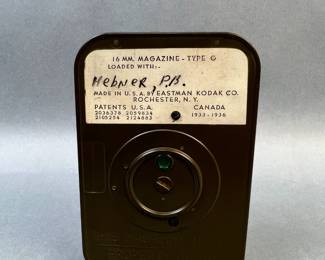 16 MM. MAGAZINE - TYPE G
LOADED WITH:-
Hebner, P.B.
MADE IN U.S.A. BY EASTMAN KODAK CO.
ROCHESTER, N.Y.
PATENTS U.S.A. CANADA
2036376 2059834 1933-1936
2105254 2124883